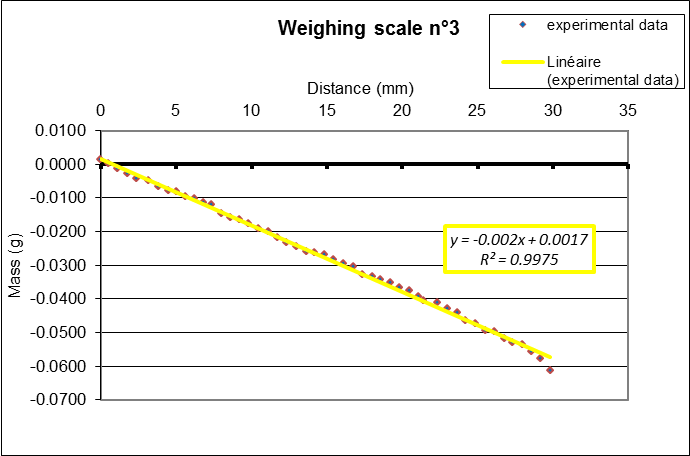 Weighing scale n°3
experimental data
Linéaire
(experimental data)
Distance (mm)
0 5 10 15 20 25 30 35
0.0100
0.0000
-0.0100
-0.0200
-0.0300
-0.0400
-0.0500
-0.0600
-0.0700
Mass (g)
y = -0.002x + 0.0017
R² = 0.9975